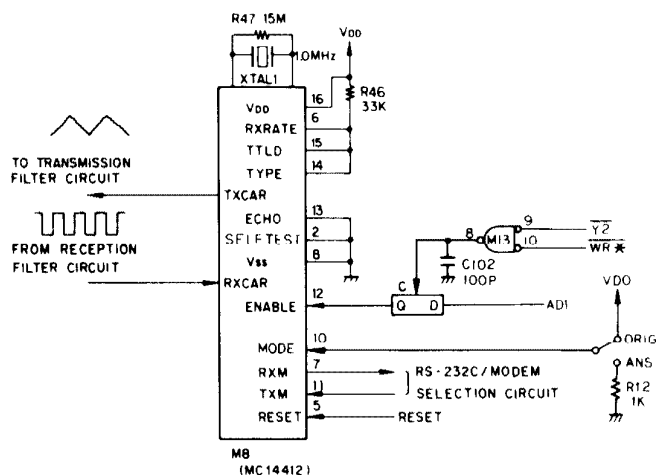 R47 15M
1.0MHz
XTAL1
VDD
R46
33K
VDD 16
RXRATE 6
TTLD 15
TYPE 14
TO TRANSMISSION
FILTER CIRCUIT
TXCAR
ECHO 13
SELFTEST 2
VSS 8
FROM RECEPTION
FILTER CIRCUIT
RXCAR
ENABLE 12
8 M13 9 Y2
10 WR*
C102
100P
C
Q D
AD1
VDD
ORIG
ANS
R12
1K
MODE 10
RXM 7
TXM 11
RS-232C/MODEM
SELECTION CIRCUIT
RESET 5 RESET
M8
(MC14412)